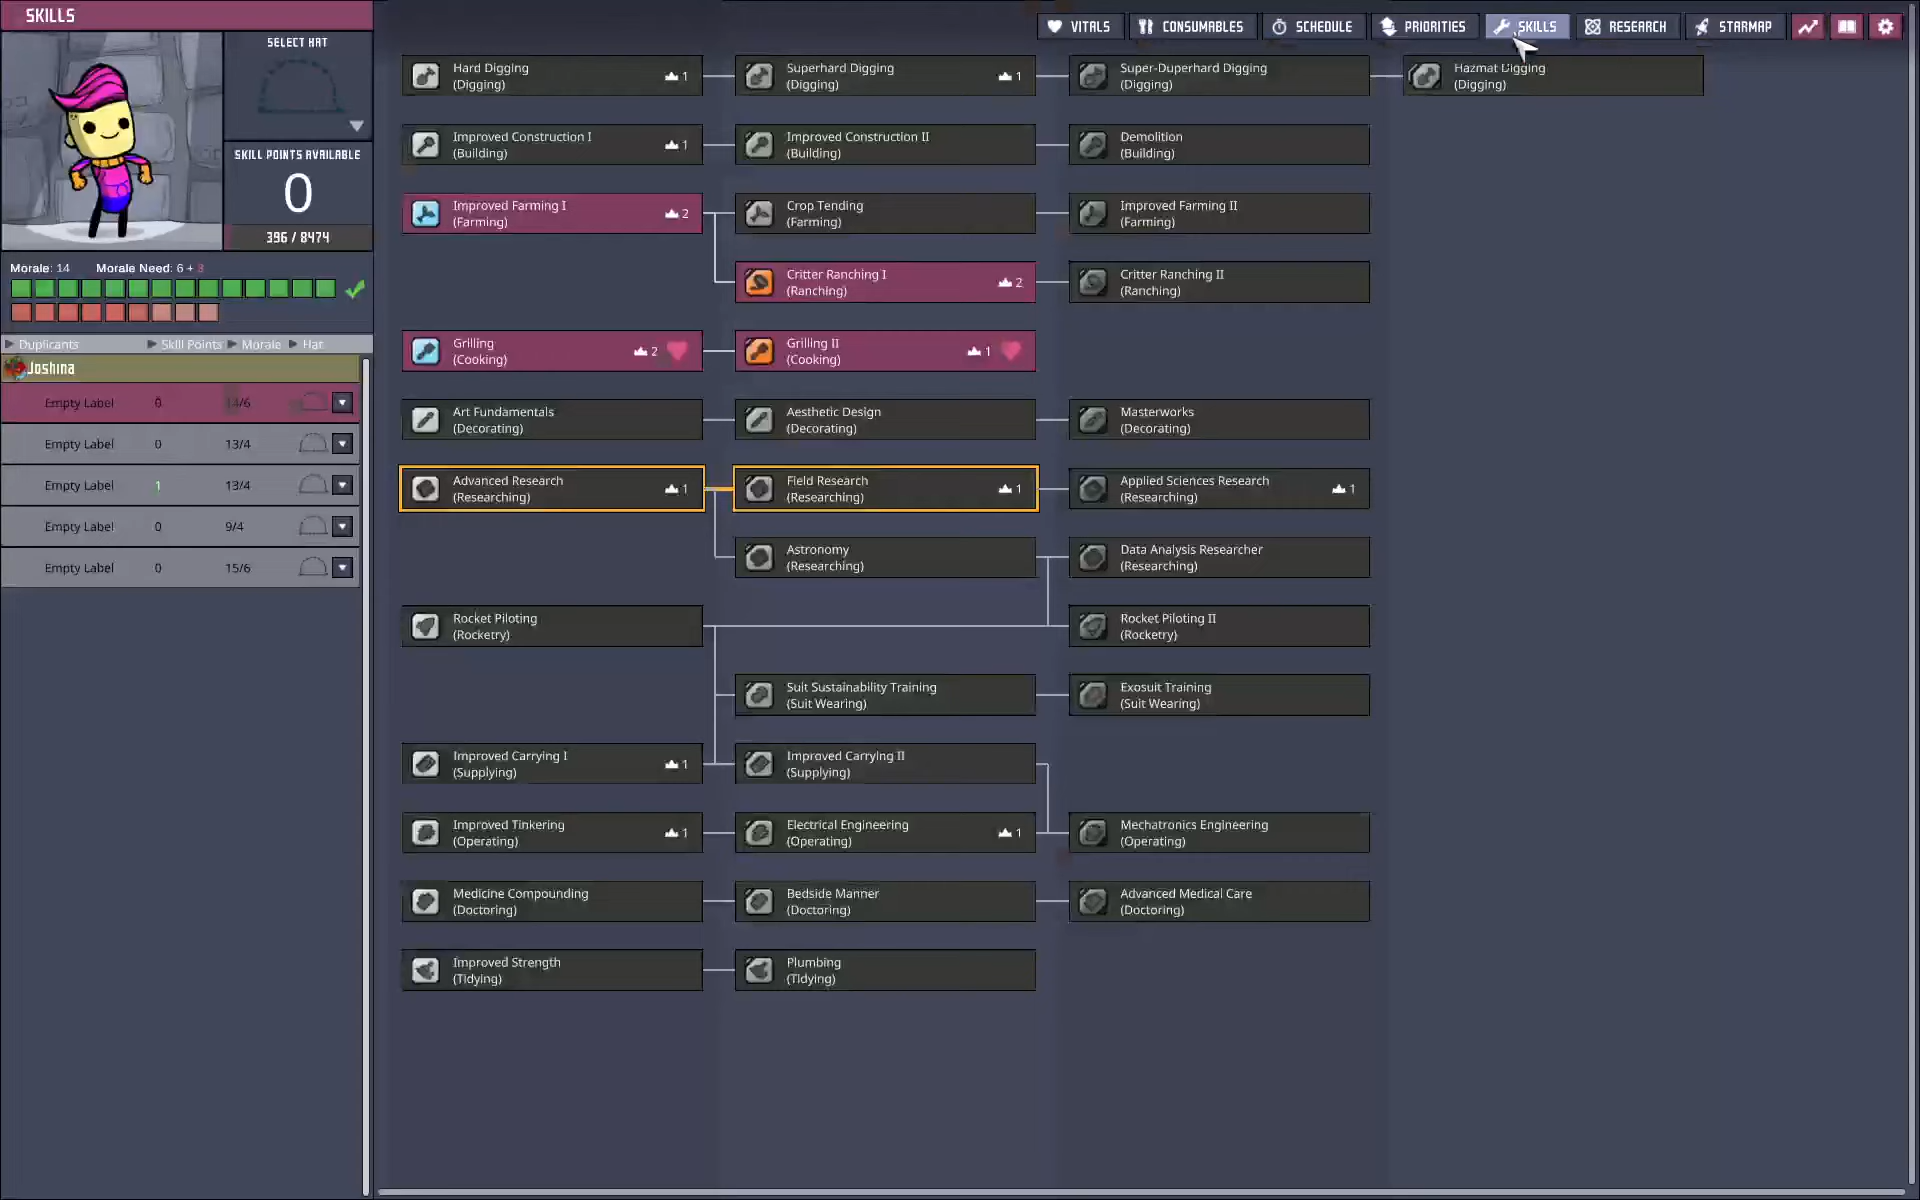 SKILLS
VITALS
CONSUMABLES
SCHEDULE
PRIORITIES
SKILLS
RESEARCH
STARMAP
SELECT HAT
SKILL POINTS AVAILABLE
0
396 / 8474
Morale: 14 Morale Need: 6 + 3
Duplicants Skill Points Morale Hat
Joshina
Empty Label 0 14/6
Empty Label 0 13/4
Empty Label 1 13/4
Empty Label 0 9/4
Empty Label 0 15/6
Hard Digging
(Digging)
1
Superhard Digging
(Digging)
1
Super-Duperhard Digging
(Digging)
Hazmat Digging
(Digging)
Improved Construction I
(Building)
1
Improved Construction II
(Building)
Demolition
(Building)
Improved Farming I
(Farming)
2
Crop Tending
(Farming)
Improved Farming II
(Farming)
Critter Ranching I
(Ranching)
2
Critter Ranching II
(Ranching)
Grilling
(Cooking)
2
Grilling II
(Cooking)
1
Art Fundamentals
(Decorating)
Aesthetic Design
(Decorating)
Masterworks
(Decorating)
Advanced Research
(Researching)
1
Field Research
(Researching)
1
Applied Sciences Research
(Researching)
1
Astronomy
(Researching)
Data Analysis Researcher
(Researching)
Rocket Piloting
(Rocketry)
Rocket Piloting II
(Rocketry)
Suit Sustainability Training
(Suit Wearing)
Exosuit Training
(Suit Wearing)
Improved Carrying I
(Supplying)
1
Improved Carrying II
(Supplying)
Improved Tinkering
(Operating)
1
Electrical Engineering
(Operating)
1
Mechatronics Engineering
(Operating)
Medicine Compounding
(Doctoring)
Bedside Manner
(Doctoring)
Advanced Medical Care
(Doctoring)
Improved Strength
(Tidying)
Plumbing
(Tidying)